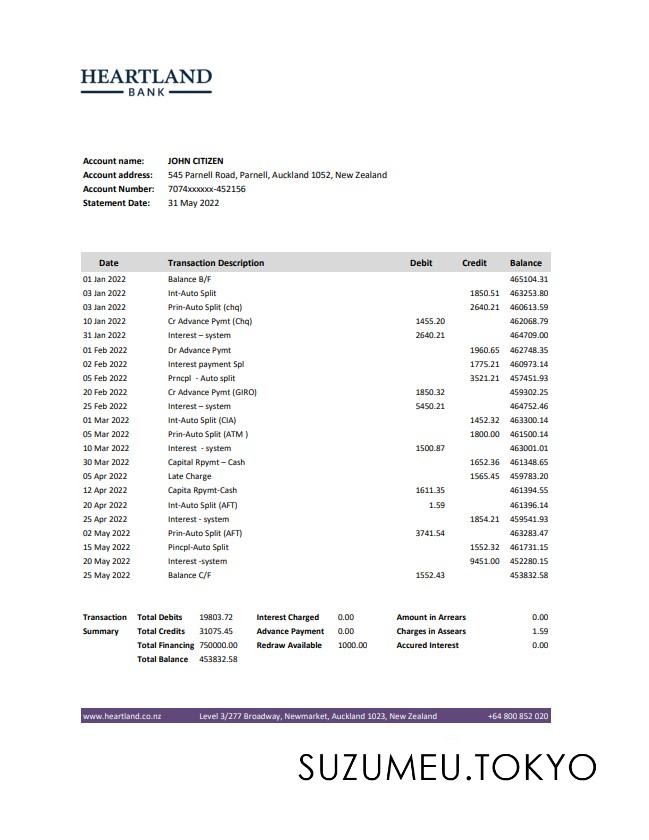 HEARTLAND
BANK
Account name: JOHN CITIZEN
Account address: 545 Parnell Road, Parnell, Auckland 1052, New Zealand
Account Number: 7074xxxxxx-452156
Statement Date: 31 May 2022
Date Transaction Description Debit Credit Balance
01 Jan 2022 Balance B/F 465104.31
03 Jan 2022 Int-Auto Split 1850.51 463253.80
03 Jan 2022 Prin-Auto Split (chq) 2640.21 460613.59
10 Jan 2022 Cr Advance Pymt (Chq) 1455.20 462068.79
31 Jan 2022 Interest – system 2640.21 464709.00
01 Feb 2022 Dr Advance Pymt 1960.65 462748.35
02 Feb 2022 Interest payment Spl 1775.21 460973.14
05 Feb 2022 Prncpl - Auto split 3521.21 457451.93
20 Feb 2022 Cr Advance Pymt (GIRO) 1850.32 459302.25
25 Feb 2022 Interest – system 5450.21 464752.46
01 Mar 2022 Int-Auto Split (CIA) 1452.32 463300.14
05 Mar 2022 Prin-Auto Split (ATM ) 1800.00 461500.14
10 Mar 2022 Interest - system 1500.87 463001.01
30 Mar 2022 Capital Rpymt – Cash 1652.36 461348.65
05 Apr 2022 Late Charge 1565.45 459783.20
12 Apr 2022 Capita Rpymt-Cash 1611.35 461394.55
20 Apr 2022 Int-Auto Split (AFT) 1.59 461396.14
25 Apr 2022 Interest - system 1854.21 459541.93
02 May 2022 Prin-Auto Split (AFT) 3741.54 463283.47
15 May 2022 Pincpl-Auto Split 1552.32 461731.15
20 May 2022 Interest -system 9451.00 452280.15
25 May 2022 Balance C/F 1552.43 453832.58
Transaction Total Debits 19803.72 Interest Charged 0.00 Amount in Arrears 0.00
Summary Total Credits 31075.45 Advance Payment 0.00 Charges in Assears 1.59
Total Financing 750000.00 Redraw Available 1000.00 Accured Interest 0.00
Total Balance 453832.58
www.heartland.co.nz Level 3/277 Broadway, Newmarket, Auckland 1023, New Zealand +64 800 852 020
SUZUMEU.TOKYO